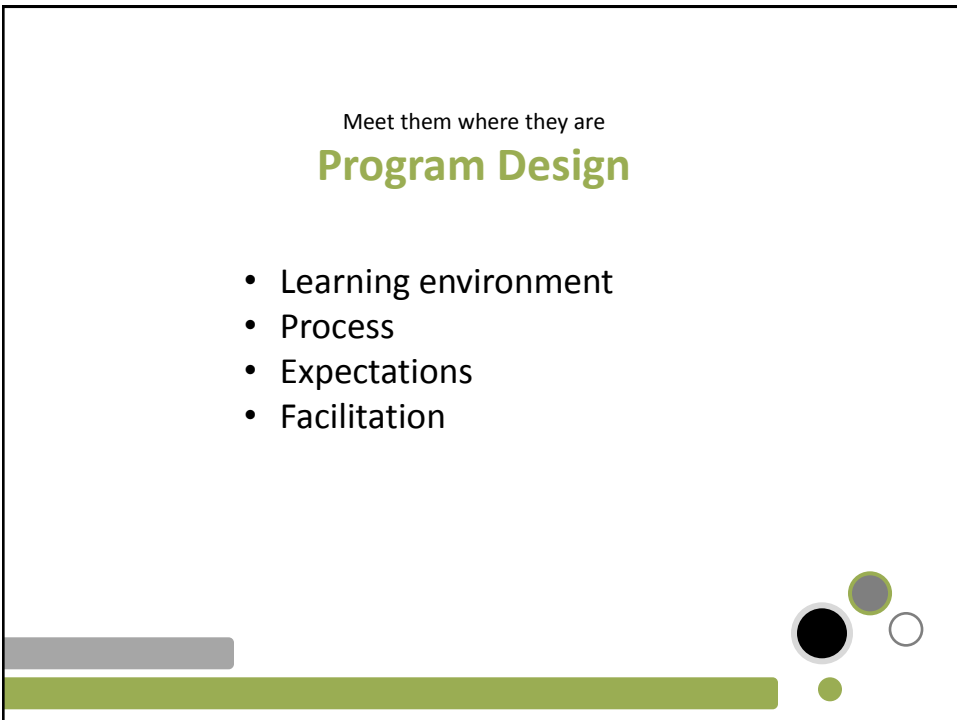 Meet them where they are
Program Design
• Learning environment
• Process
• Expectations
• Facilitation